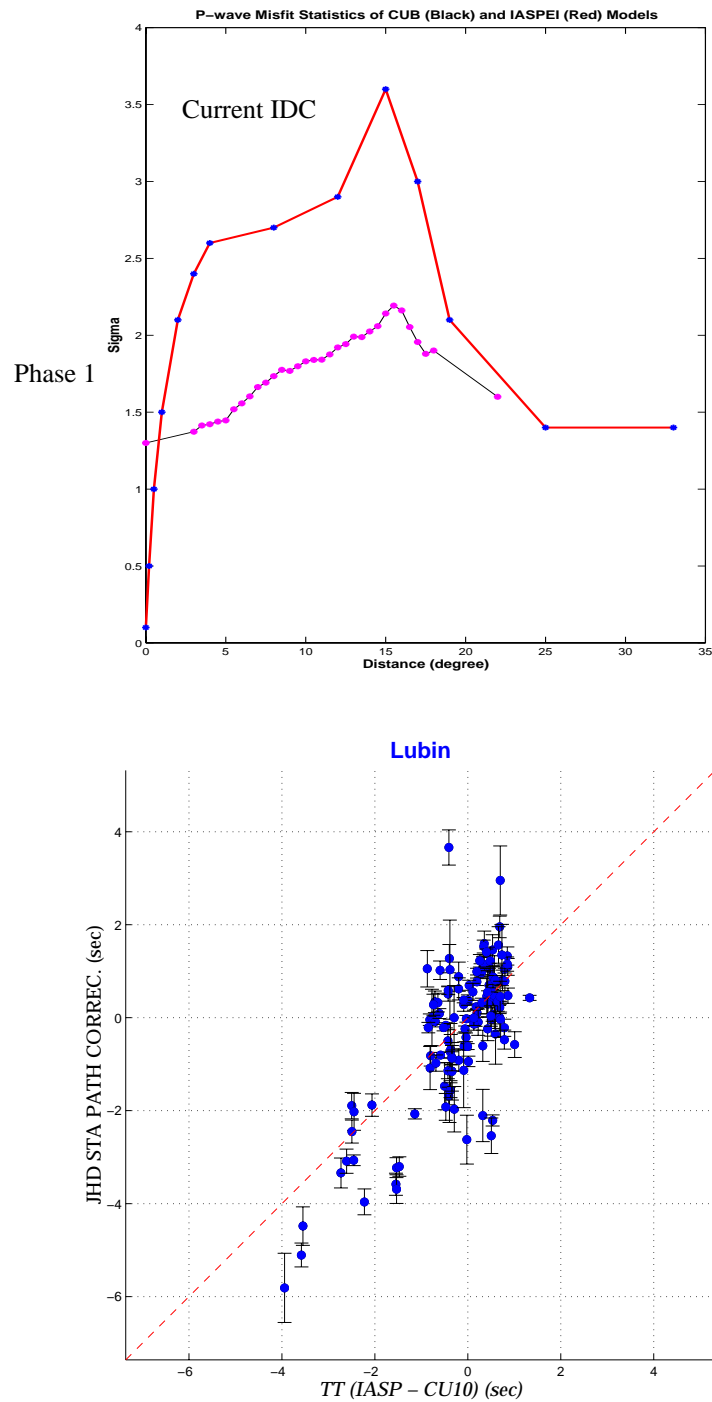 P−wave Misfit Statistics of CUB (Black) and IASPEI (Red) Models
4
3.5
3
2.5
2
1.5
1
0.5
0
Current IDC
Sigma
Phase 1
0 5 10 15 20 25 30 35
Distance (degree)
Lubin
4
2
0
−2
−4
−6
JHD STA PATH CORREC. (sec)
−6 −4 −2 0 2 4
TT (IASP − CU10) (sec)